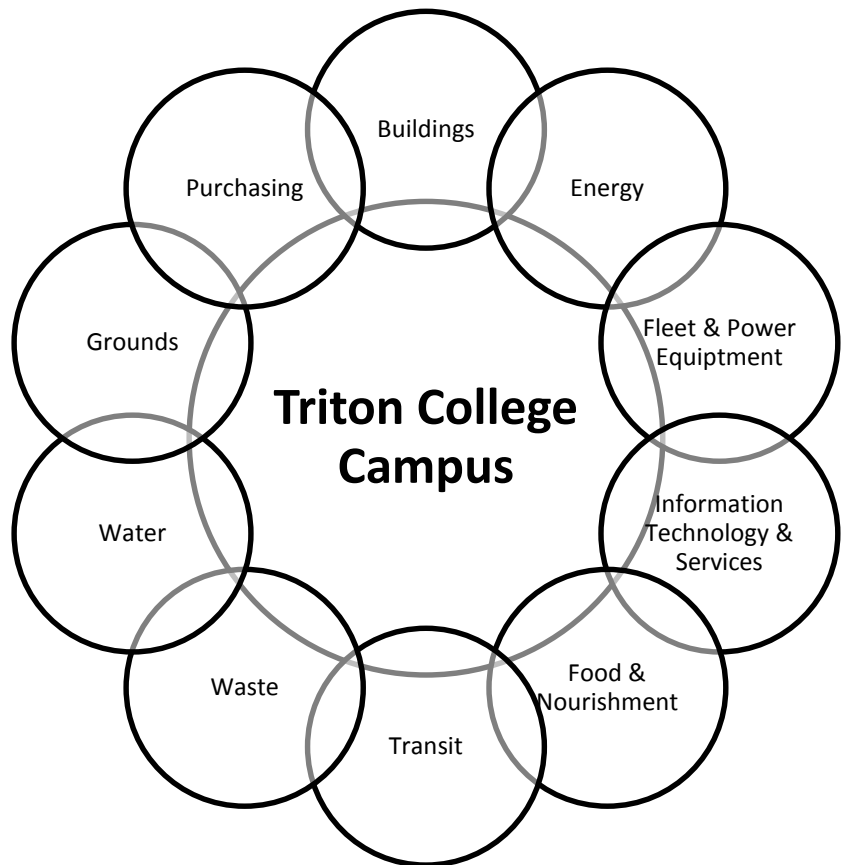 Buildings
Purchasing
Energy
Grounds
Fleet & Power
Equiptment
Triton College
Campus
Water
Information
Technology &
Services
Waste
Food &
Nourishment
Transit